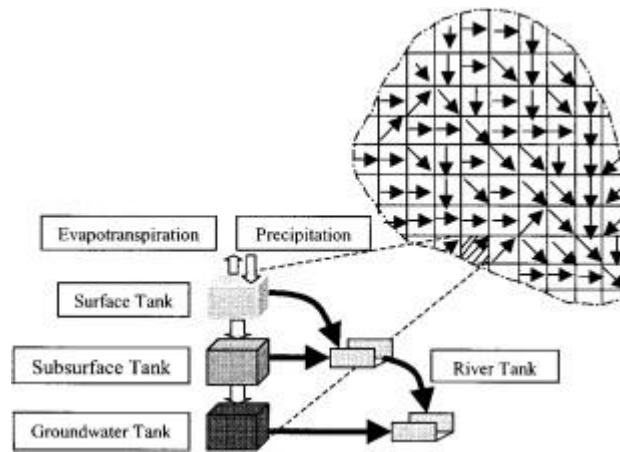 Evapotranspiration
Precipitation
Surface Tank
Subsurface Tank
River Tank
Groundwater Tank